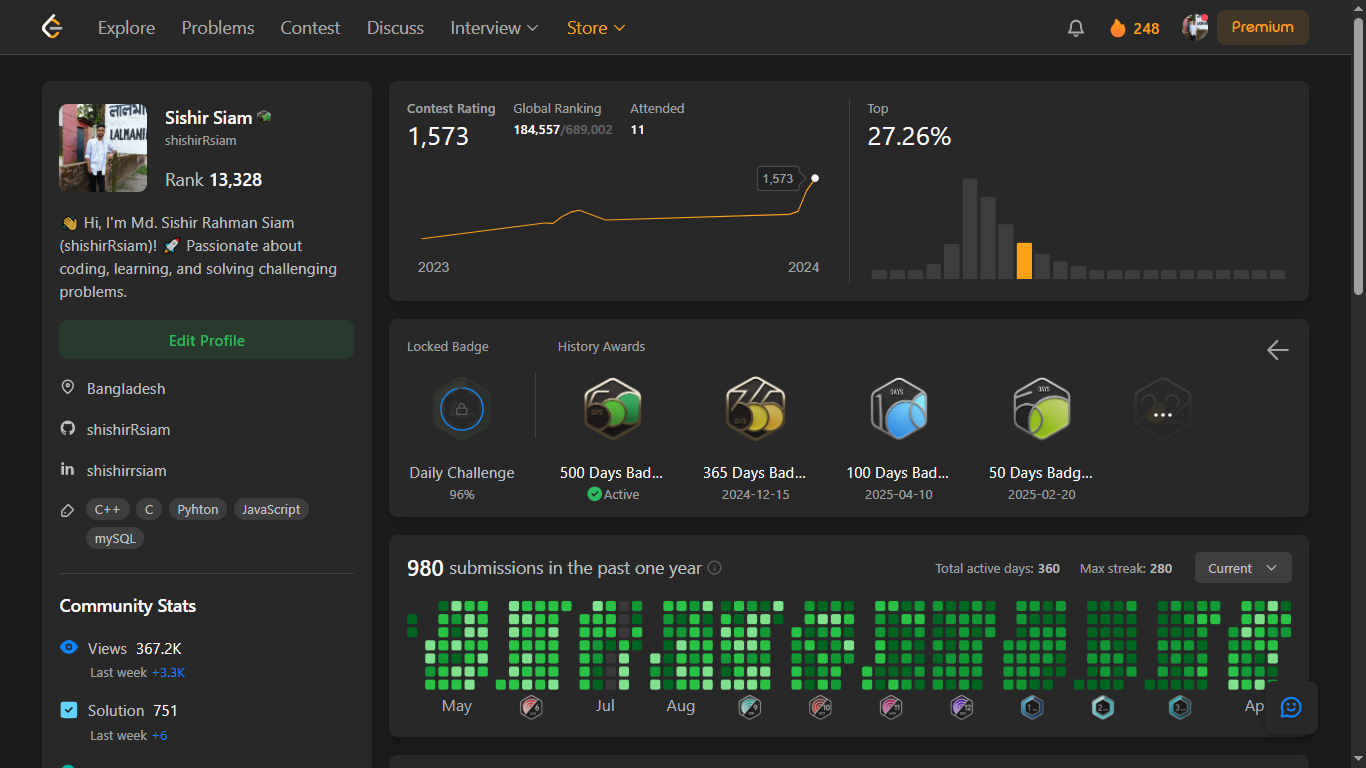 Explore Problems Contest Discuss Interview Store 248 Premium
Sishir Siam
shishirRsiam
Rank 13,328
👋 Hi, I'm Md. Sishir Rahman Siam
(shishirRsiam)! 🚀 Passionate about
coding, learning, and solving challenging
problems.
Edit Profile
Bangladesh
shishirRsiam
shishirrsiam
C++ C Pyhton JavaScript
mySQL
Community Stats
Views 367.2K
Last week +3.3K
Solution 751
Last week +6
Contest Rating Global Ranking Attended
1,573 184,557/689,002 11
1,573
2023 2024
Top
27.26%
Locked Badge History Awards
Daily Challenge 500 Days Bad... 365 Days Bad... 100 Days Bad... 50 Days Badg...
96% Active 2024-12-15 2025-04-10 2025-02-20
980 submissions in the past one year Total active days: 360 Max streak: 280 Current
May Jul Aug